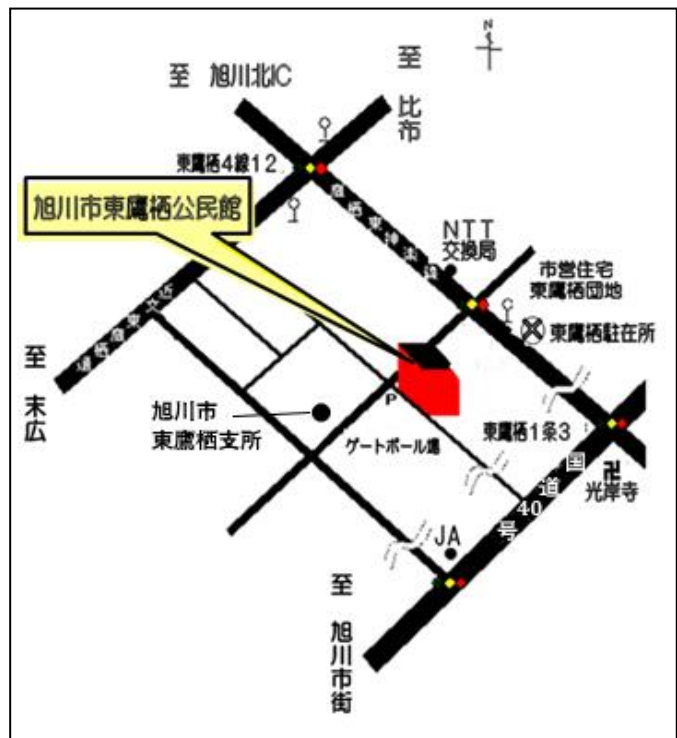 N
至 旭川北IC
至 比布
東鷹栖4線12
旭川市東鷹栖公民館
NTT
交換局
市営住宅
東鷹栖団地
東鷹栖駐在所
至 末広
旭川市
東鷹栖支所
P
ゲートボール場
東鷹栖1条3
光岸寺
国道40号
JA
至 旭川市街